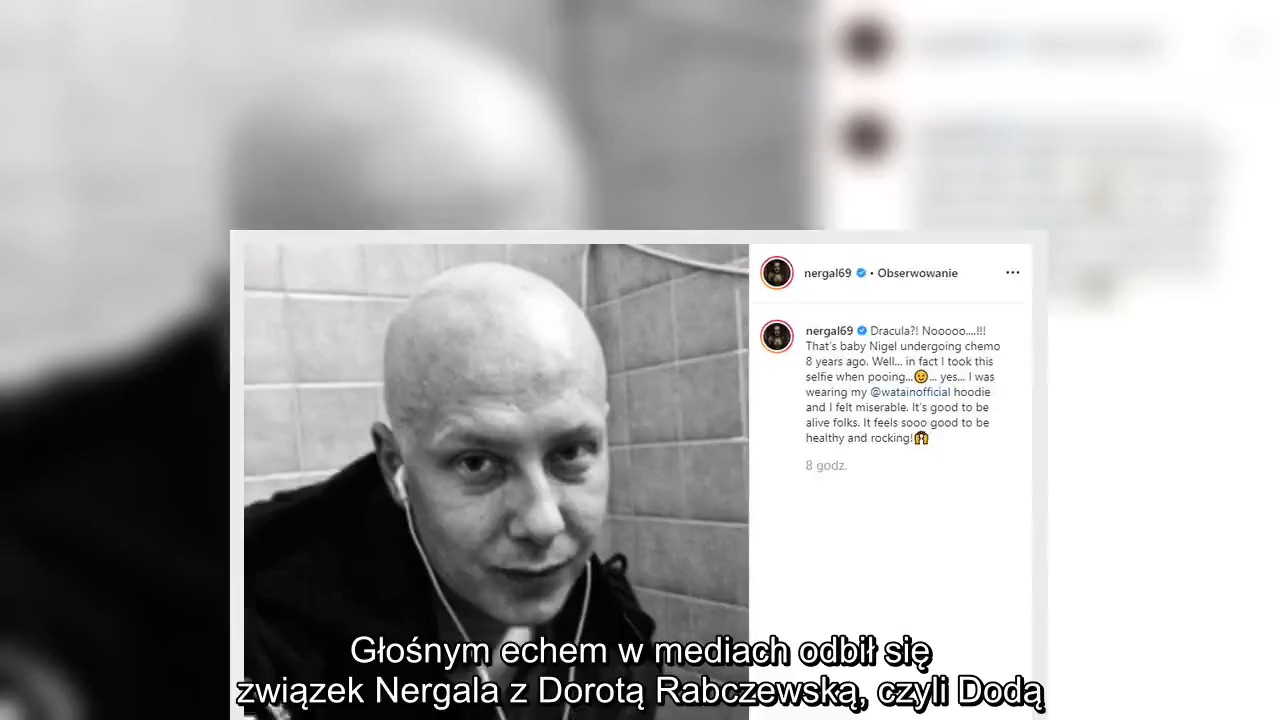 nergal69 • Obserwowanie
nergal69 Dracula?! Nooooo....!!!
That's baby Nigel undergoing chemo
8 years ago. Well... in fact I took this
selfie when pooing...😉... yes... I was
wearing my @watainofficial hoodie
and I felt miserable. It's good to be
alive folks. It feels sooo good to be
healthy and rocking!
8 godz.
Głośnym echem w mediach odbił się
związek Nergala z Dorotą Rabczewską, czyli Dodą